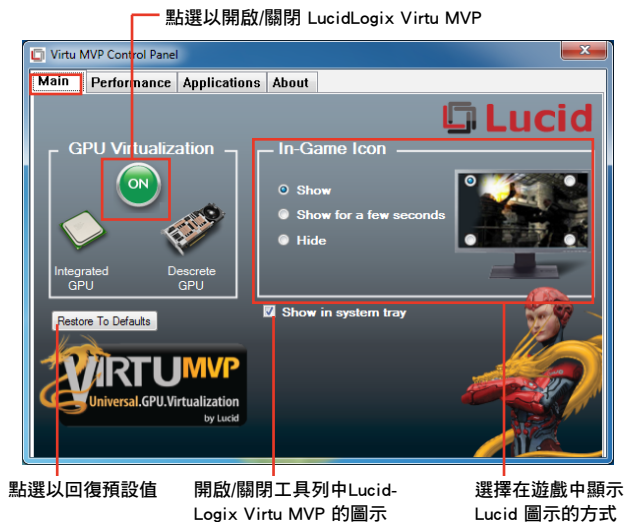 點選以開啟/關閉 LucidLogix Virtu MVP
Virtu MVP Control Panel
Main Performance Applications About
Lucid
GPU Virtualization
In-Game Icon
ON
Show
Show for a few seconds
Hide
Integrated GPU
Descrete GPU
Restore To Defaults
Show in system tray
VIRTU MVP
Universal.GPU.Virtualization
by Lucid
點選以回復預設值
開啟/關閉工具列中Lucid-
Logix Virtu MVP 的圖示
選擇在遊戲中顯示
Lucid 圖示的方式